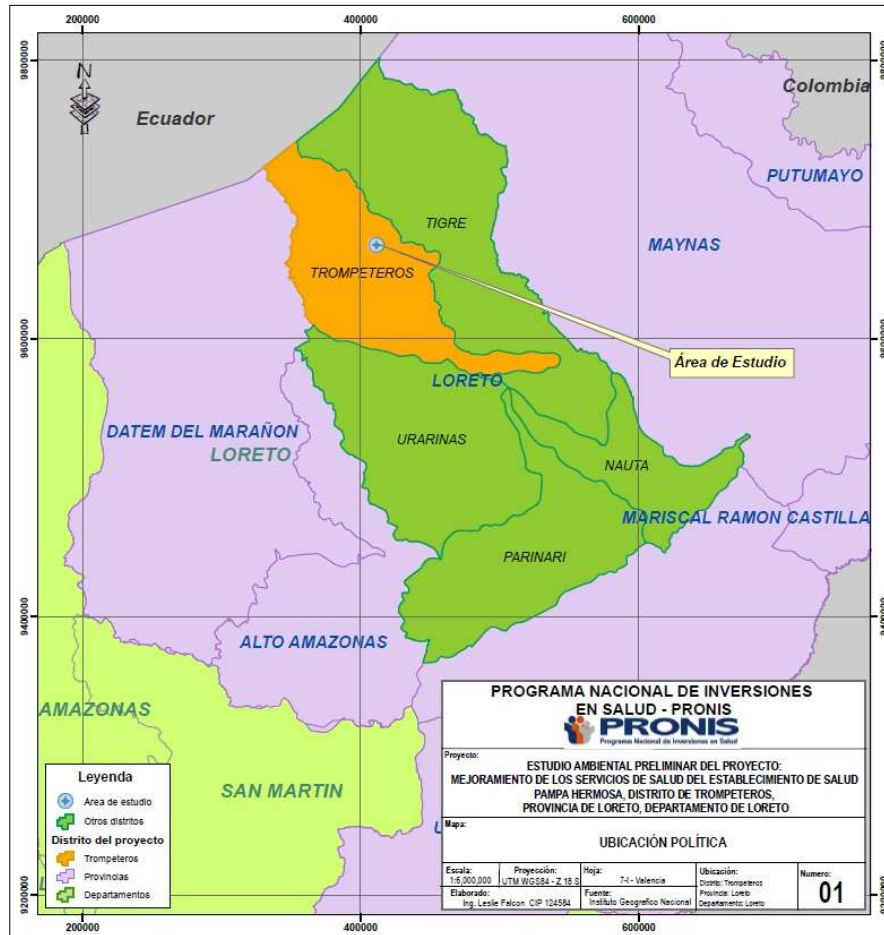 200000
400000
600000
9800000
9800000
N
Ecuador
Colombia
PUTUMAYO
MAYNAS
TIGRE
TROMPETEROS
9600000
9600000
Área de Estudio
LORETO
DATEM DEL MARAÑON
LORETO
URARINAS
NAUTA
MARISCAL RAMON CASTILLA
PARINARI
9400000
9400000
ALTO AMAZONAS
AMAZONAS
SAN MARTIN
Leyenda
Área de estudio
Otros distritos
Distrito del proyecto
Trompeteros
Provincias
Departamentos
PROGRAMA NACIONAL DE INVERSIONES
EN SALUD - PRONIS
PRONIS
Programa Nacional de Inversiones en Salud
Proyecto:
ESTUDIO AMBIENTAL PRELIMINAR DEL PROYECTO:
MEJORAMIENTO DE LOS SERVICIOS DE SALUD DEL ESTABLECIMIENTO DE SALUD
PAMPA HERMOSA, DISTRITO DE TROMPETEROS,
PROVINCIA DE LORETO, DEPARTAMENTO DE LORETO
Mapa:
UBICACIÓN POLÍTICA
Escala:
1:6,000,000
Proyección:
UTM WGS84 - Z 18 S
Hoja:
7-I - Valencia
Elaborado:
Ing. Leslie Falcon CIP 124584
Fuente:
Instituto Geografico Nacional
Ubicación:
Distrito: Trompeteros
Provincia: Loreto
Departamento: Loreto
Numero:
01
9200000
9200000
200000
400000
600000